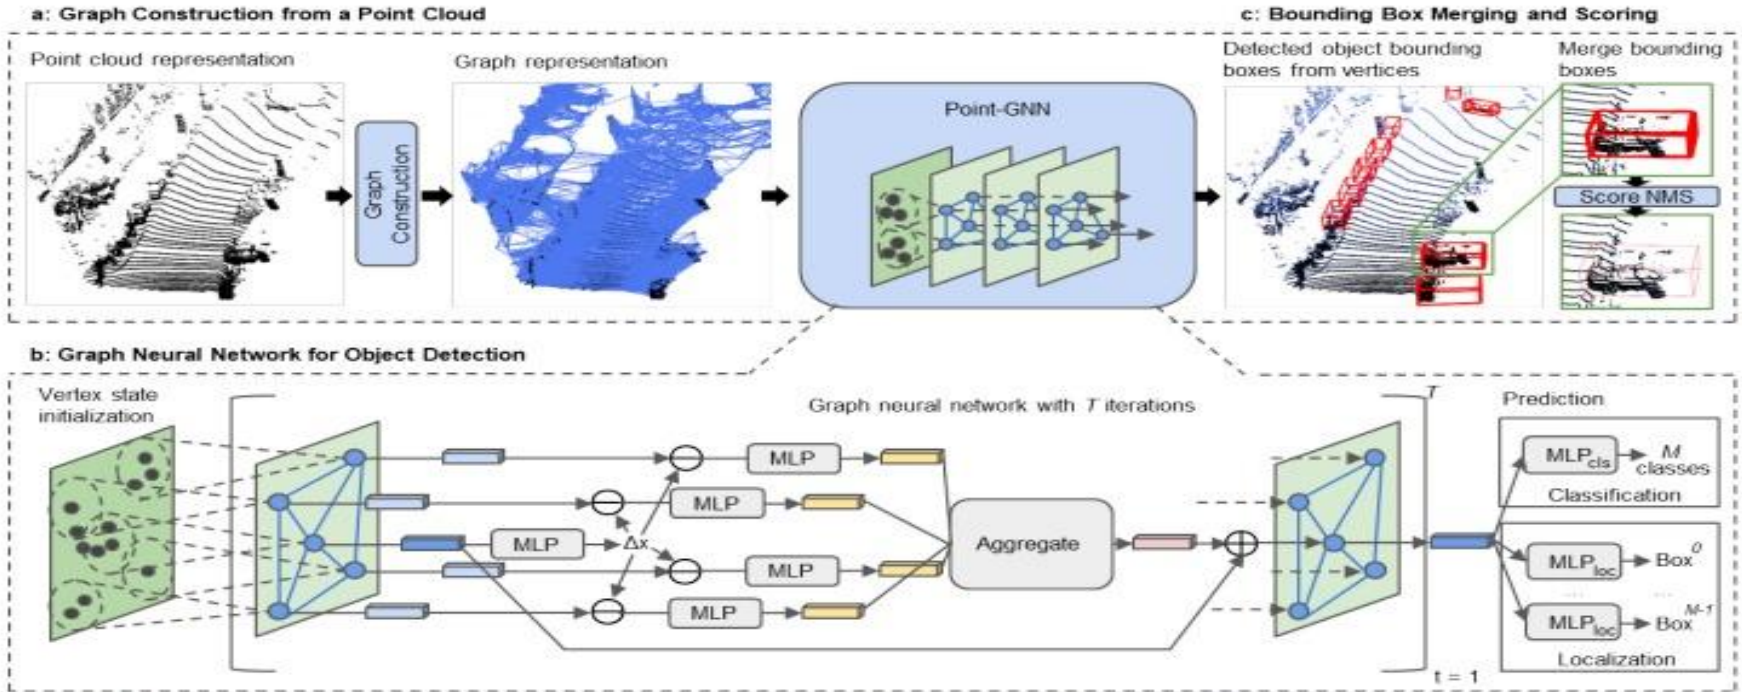 a: Graph Construction from a Point Cloud
c: Bounding Box Merging and Scoring
Point cloud representation
Graph
Construction
Graph representation
Point-GNN
Detected object bounding
boxes from vertices
Merge bounding
boxes
Score NMS
b: Graph Neural Network for Object Detection
Vertex state
initialization
Graph neural network with T iterations
T
MLP
MLP
MLP
Δx
MLP
MLP
Aggregate
t = 1
Prediction
MLPcls
M
classes
Classification
MLPloc
Box0
... ...
MLPloc
BoxM-1
Localization